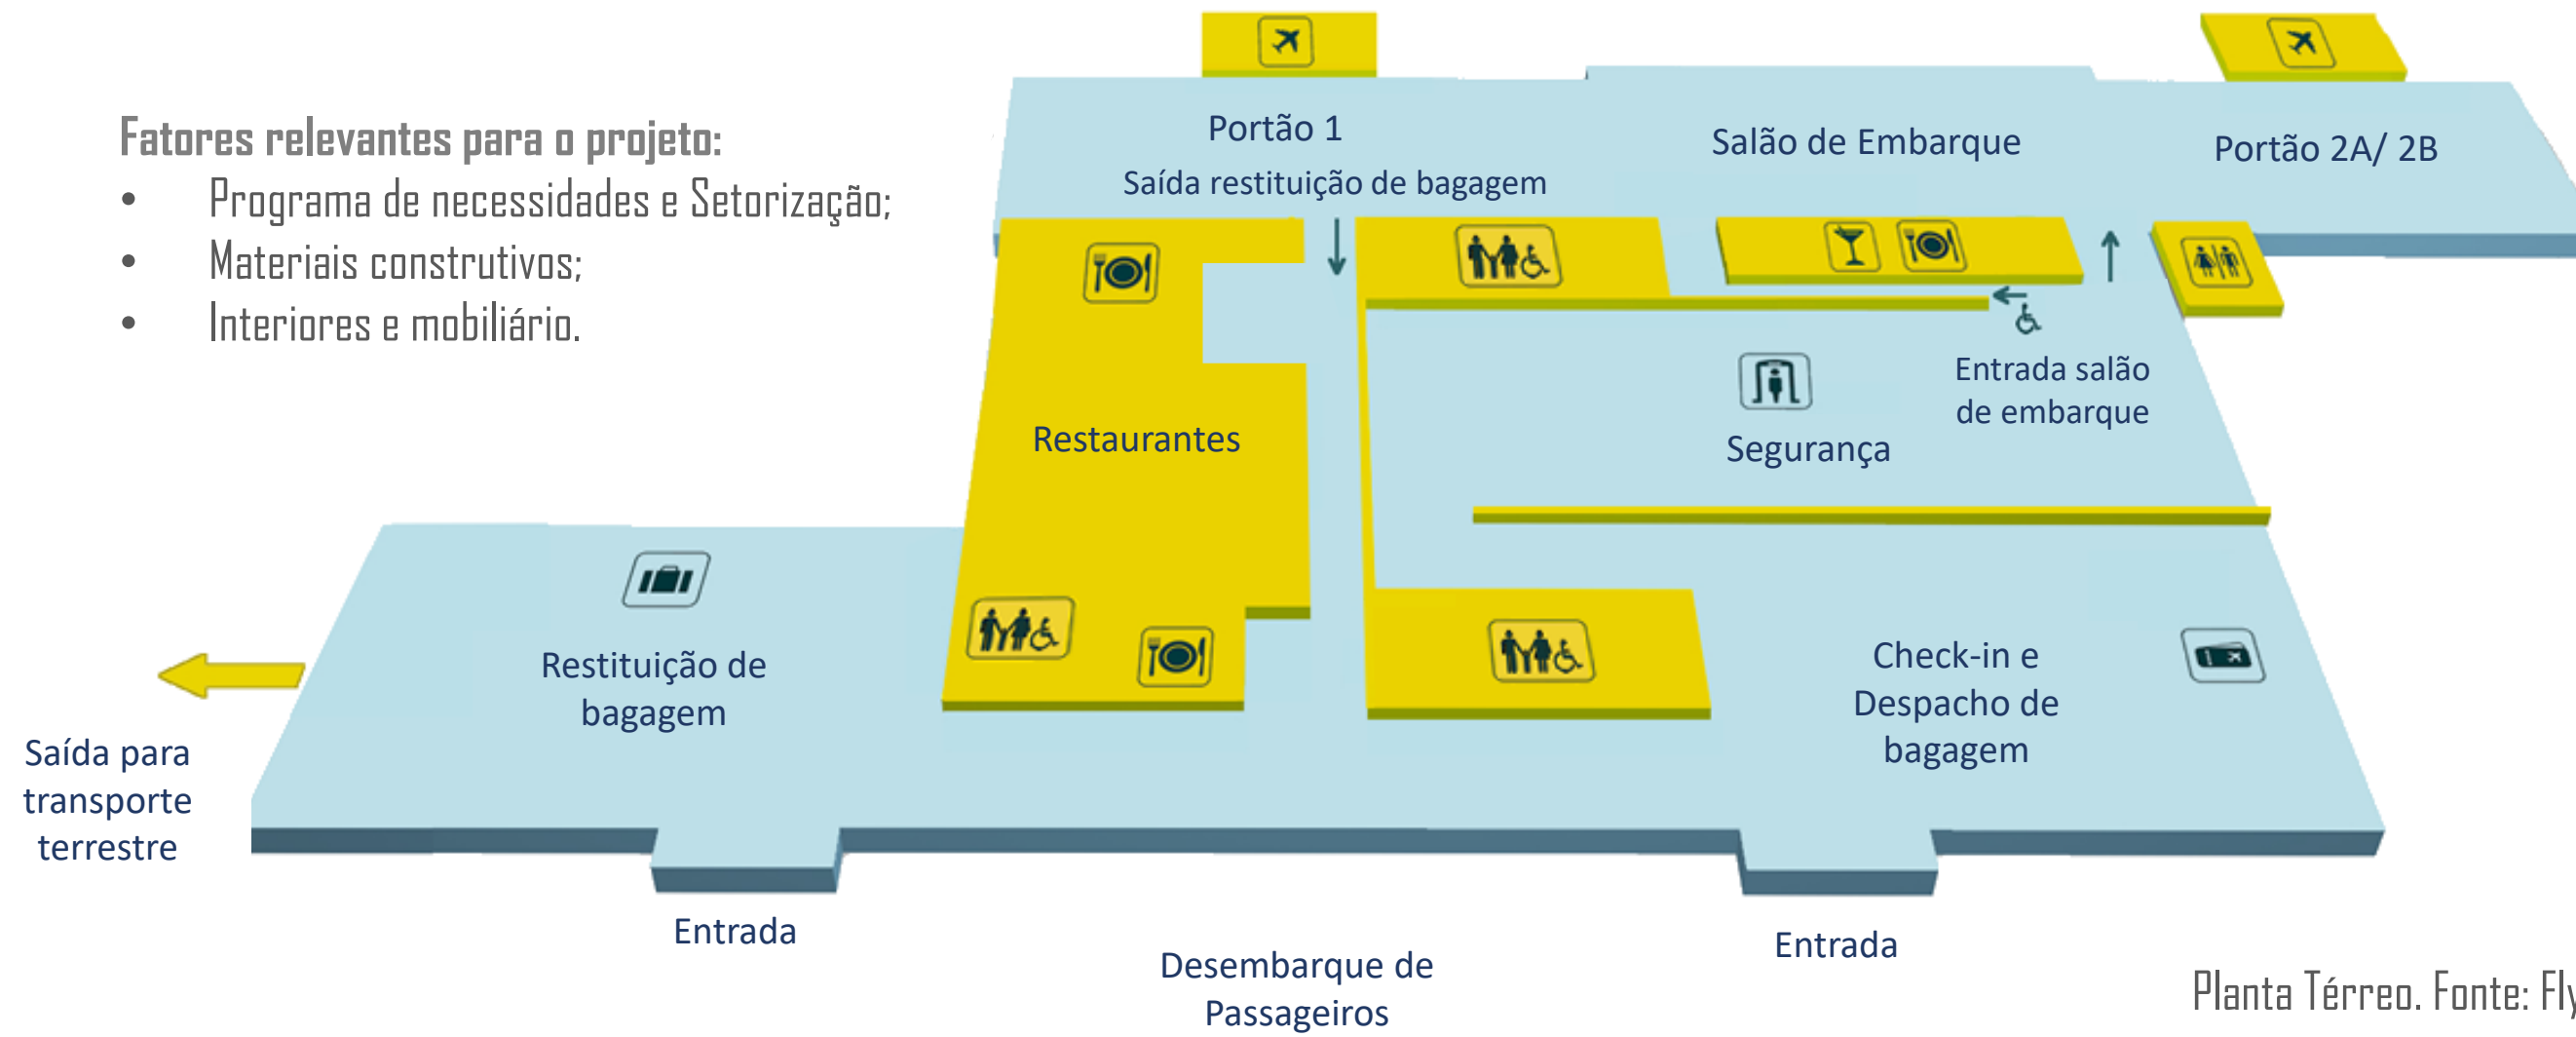 Fatores relevantes para o projeto:
• Programa de necessidades e Setorização;
• Materiais construtivos;
• Interiores e mobiliário.
Portão 1
Saída restituição de bagagem
Salão de Embarque
Portão 2A/ 2B
Entrada salão
de embarque
Segurança
Restaurantes
Restituição de
bagagem
Check-in e
Despacho de
bagagem
Saída para
transporte
terrestre
Entrada
Entrada
Desembarque de
Passageiros
Planta Térreo. Fonte: